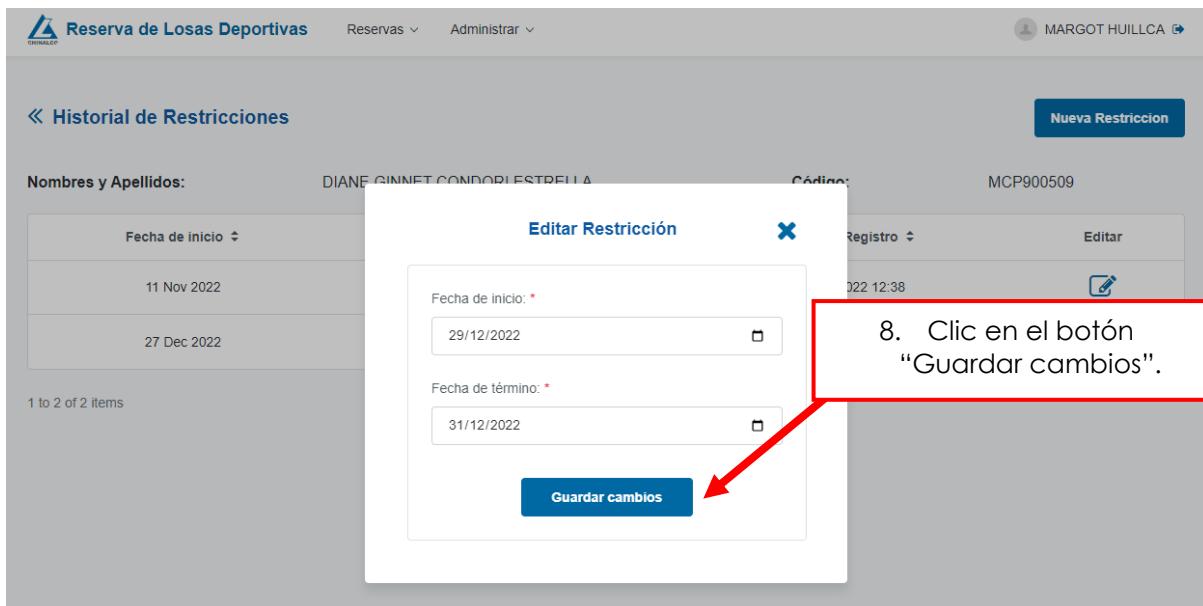 CHINALCO
Reserva de Losas Deportivas Reservas Administrar MARGOT HUILLCA
Historial de Restricciones Nueva Restriccion
Nombres y Apellidos: DIANE GINNET CONDORI ESTRELLA Código: MCP900509
Editar Restricción
Fecha de inicio Registro Editar
11 Nov 2022 022 12:38
Fecha de inicio: *
29/12/2022
27 Dec 2022
8. Clic en el botón
“Guardar cambios”.
Fecha de término: *
1 to 2 of 2 items
31/12/2022
Guardar cambios